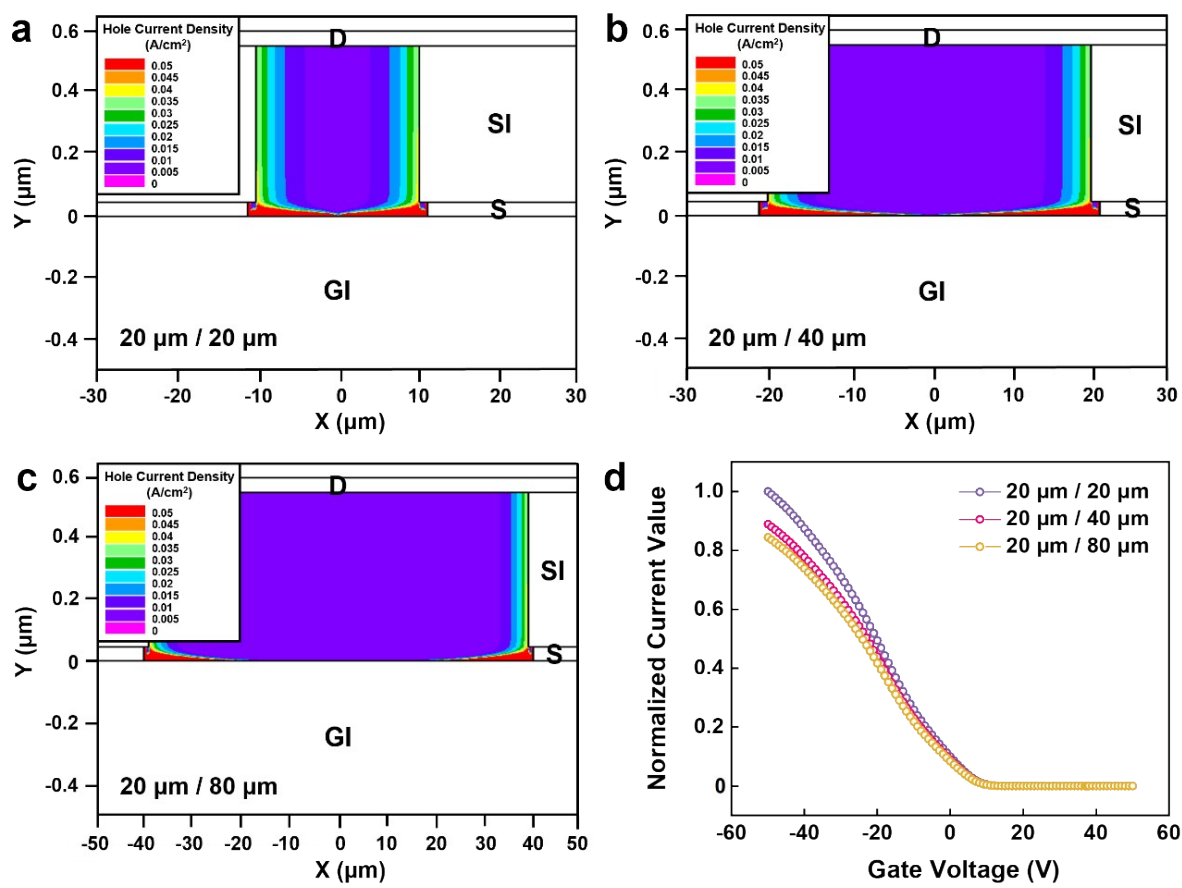 a
Hole Current Density
(A/cm²)
0.05
0.045
0.04
0.035
0.03
0.025
0.02
0.015
0.01
0.005
0
D
SI
S
GI
20 µm / 20 µm
0.6
0.4
0.2
0
-0.2
-0.4
Y (µm)
-30 -20 -10 0 10 20 30
X (µm)
b
Hole Current Density
(A/cm²)
0.05
0.045
0.04
0.035
0.03
0.025
0.02
0.015
0.01
0.005
0
D
SI
S
GI
20 µm / 40 µm
0.6
0.4
0.2
0
-0.2
-0.4
Y (µm)
-30 -20 -10 0 10 20 30
X (µm)
c
Hole Current Density
(A/cm²)
0.05
0.045
0.04
0.035
0.03
0.025
0.02
0.015
0.01
0.005
0
D
SI
S
GI
20 µm / 80 µm
0.6
0.4
0.2
0
-0.2
-0.4
Y (µm)
-50 -40 -30 -20 -10 0 10 20 30 40 50
X (µm)
d
20 µm / 20 µm
20 µm / 40 µm
20 µm / 80 µm
1.0
0.8
0.6
0.4
0.2
0
Normalized Current Value
-60 -40 -20 0 20 40 60
Gate Voltage (V)